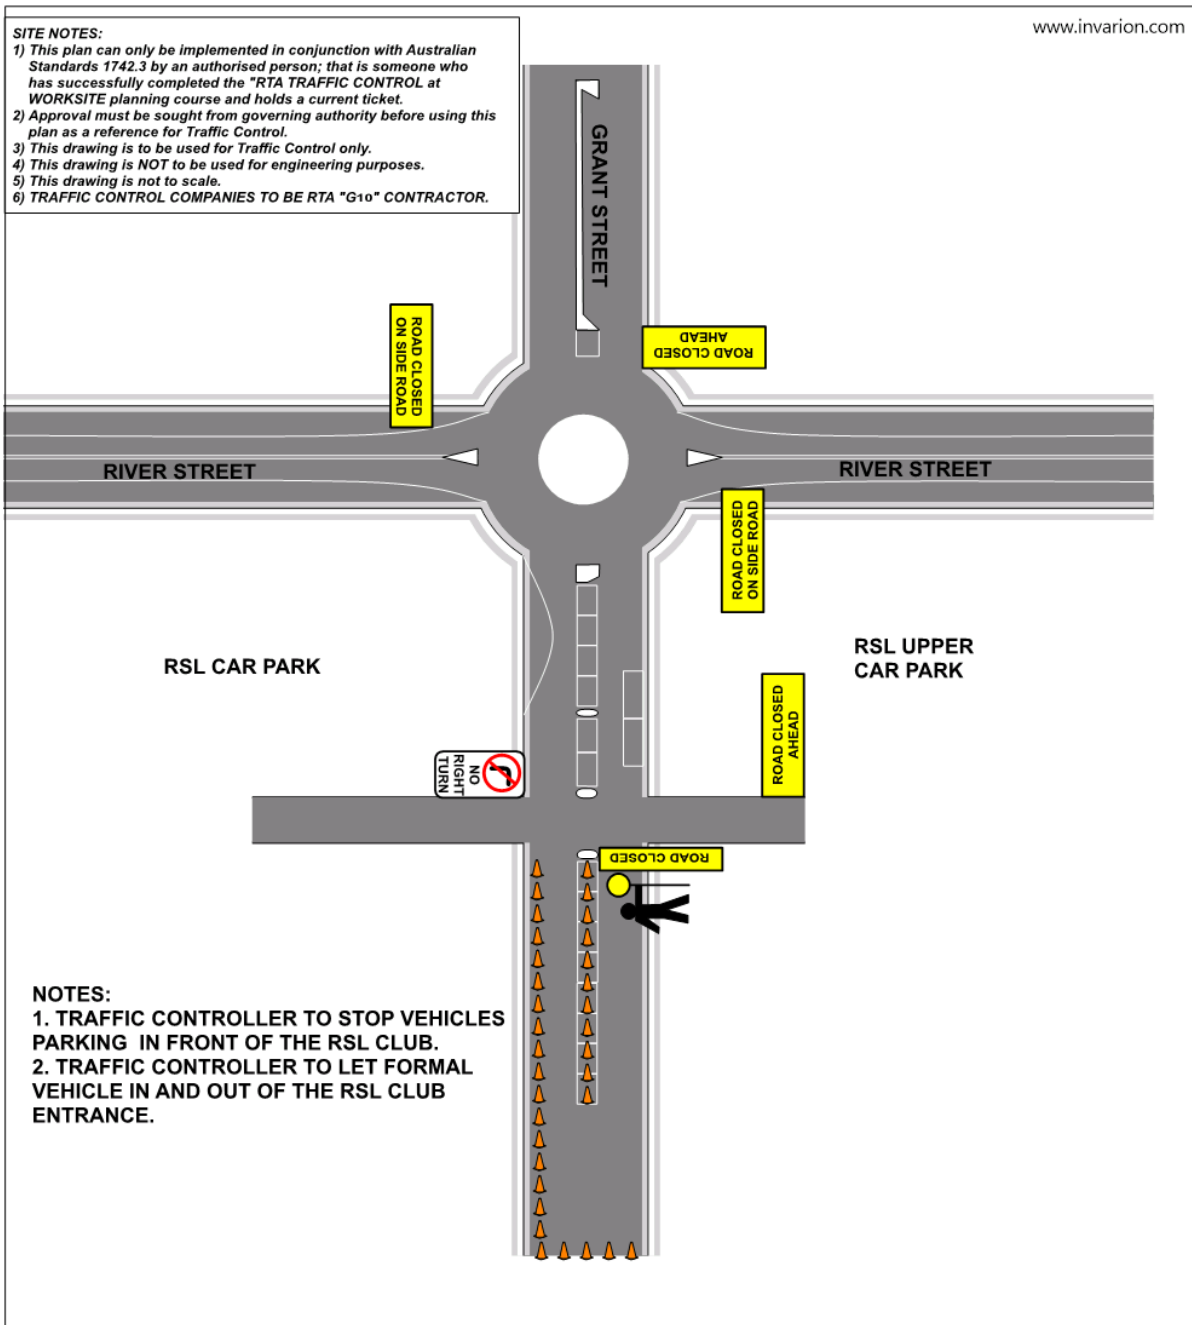 www.invarion.com
SITE NOTES:
1) This plan can only be implemented in conjunction with Australian
Standards 1742.3 by an authorised person; that is someone who
has successfully completed the "RTA TRAFFIC CONTROL at
WORKSITE planning course and holds a current ticket.
2) Approval must be sought from governing authority before using this
plan as a reference for Traffic Control.
3) This drawing is to be used for Traffic Control only.
4) This drawing is NOT to be used for engineering purposes.
5) This drawing is not to scale.
6) TRAFFIC CONTROL COMPANIES TO BE RTA "G10" CONTRACTOR.
GRANT STREET
ROAD CLOSED
ON SIDE ROAD
ROAD CLOSED
AHEAD
RIVER STREET
RIVER STREET
ROAD CLOSED
ON SIDE ROAD
RSL CAR PARK
RSL UPPER
CAR PARK
NO
RIGHT
TURN
ROAD CLOSED
AHEAD
ROAD CLOSED
NOTES:
1. TRAFFIC CONTROLLER TO STOP VEHICLES
PARKING IN FRONT OF THE RSL CLUB.
2. TRAFFIC CONTROLLER TO LET FORMAL
VEHICLE IN AND OUT OF THE RSL CLUB
ENTRANCE.